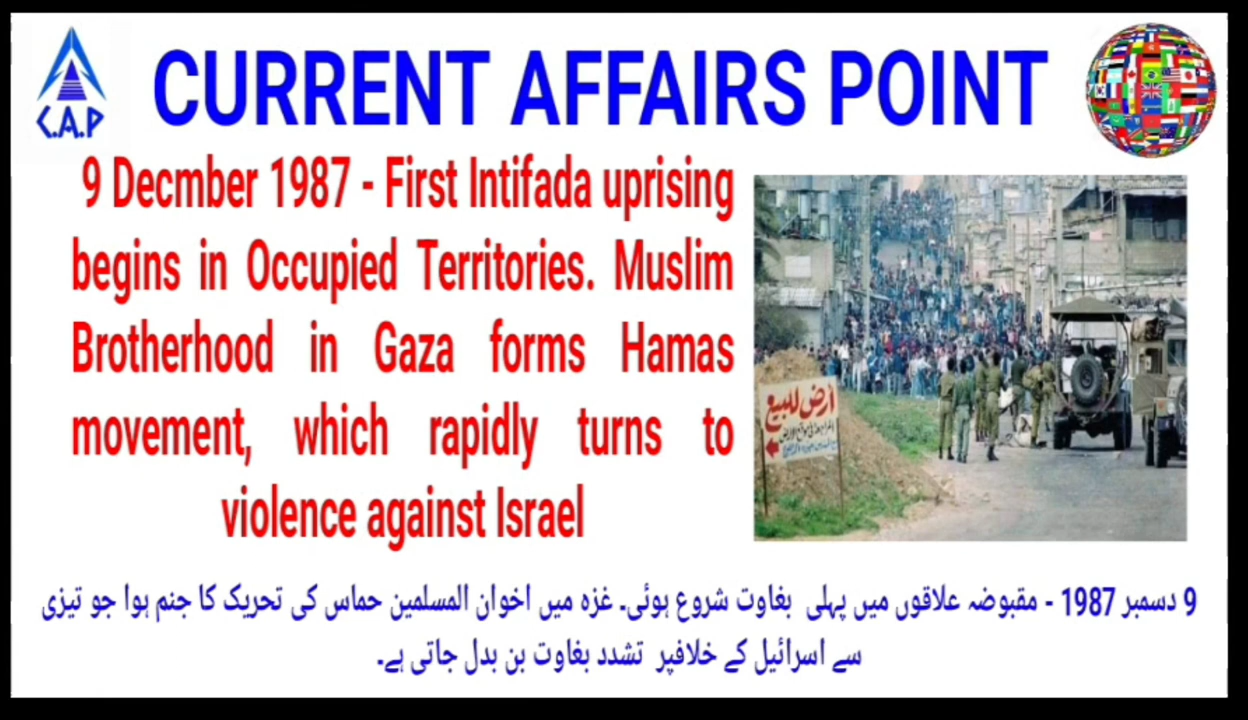 C.A.P
CURRENT AFFAIRS POINT
9 Decmber 1987 - First Intifada uprising
begins in Occupied Territories. Muslim
Brotherhood in Gaza forms Hamas
movement, which rapidly turns to
violence against Israel
أرض للبيع
9 دسمبر 1987 - مقبوضہ علاقوں میں پہلی بغاوت شروع ہوئی۔ غزہ میں اخوان المسلمین حماس کی تحریک کا جنم ہوا جو تیزی
سے اسرائیل کے خلافپر تشدد بغاوت بن بدل جاتی ہے۔